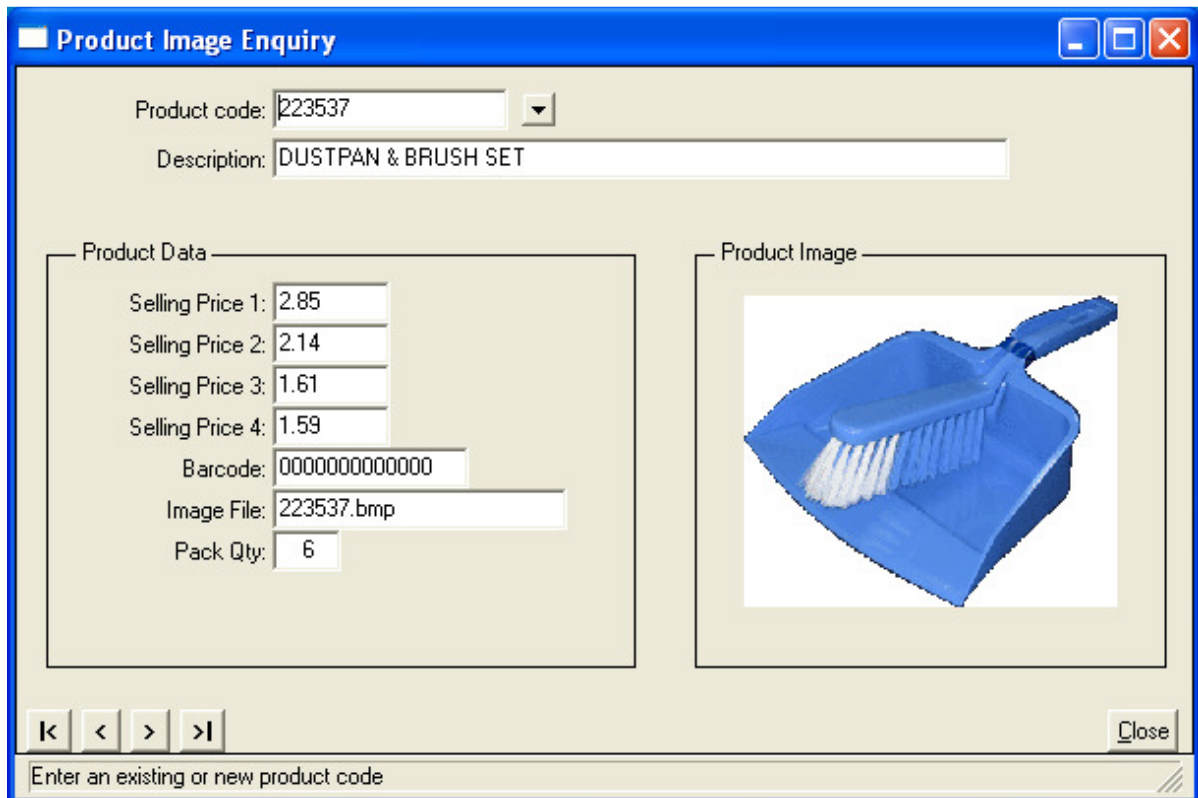 Product Image Enquiry
Product code: 223537
Description: DUSTPAN & BRUSH SET
Product Data
Selling Price 1: 2.85
Selling Price 2: 2.14
Selling Price 3: 1.61
Selling Price 4: 1.59
Barcode: 0000000000000
Image File: 223537.bmp
Pack Qty: 6
Product Image
|< < > >|
Close
Enter an existing or new product code